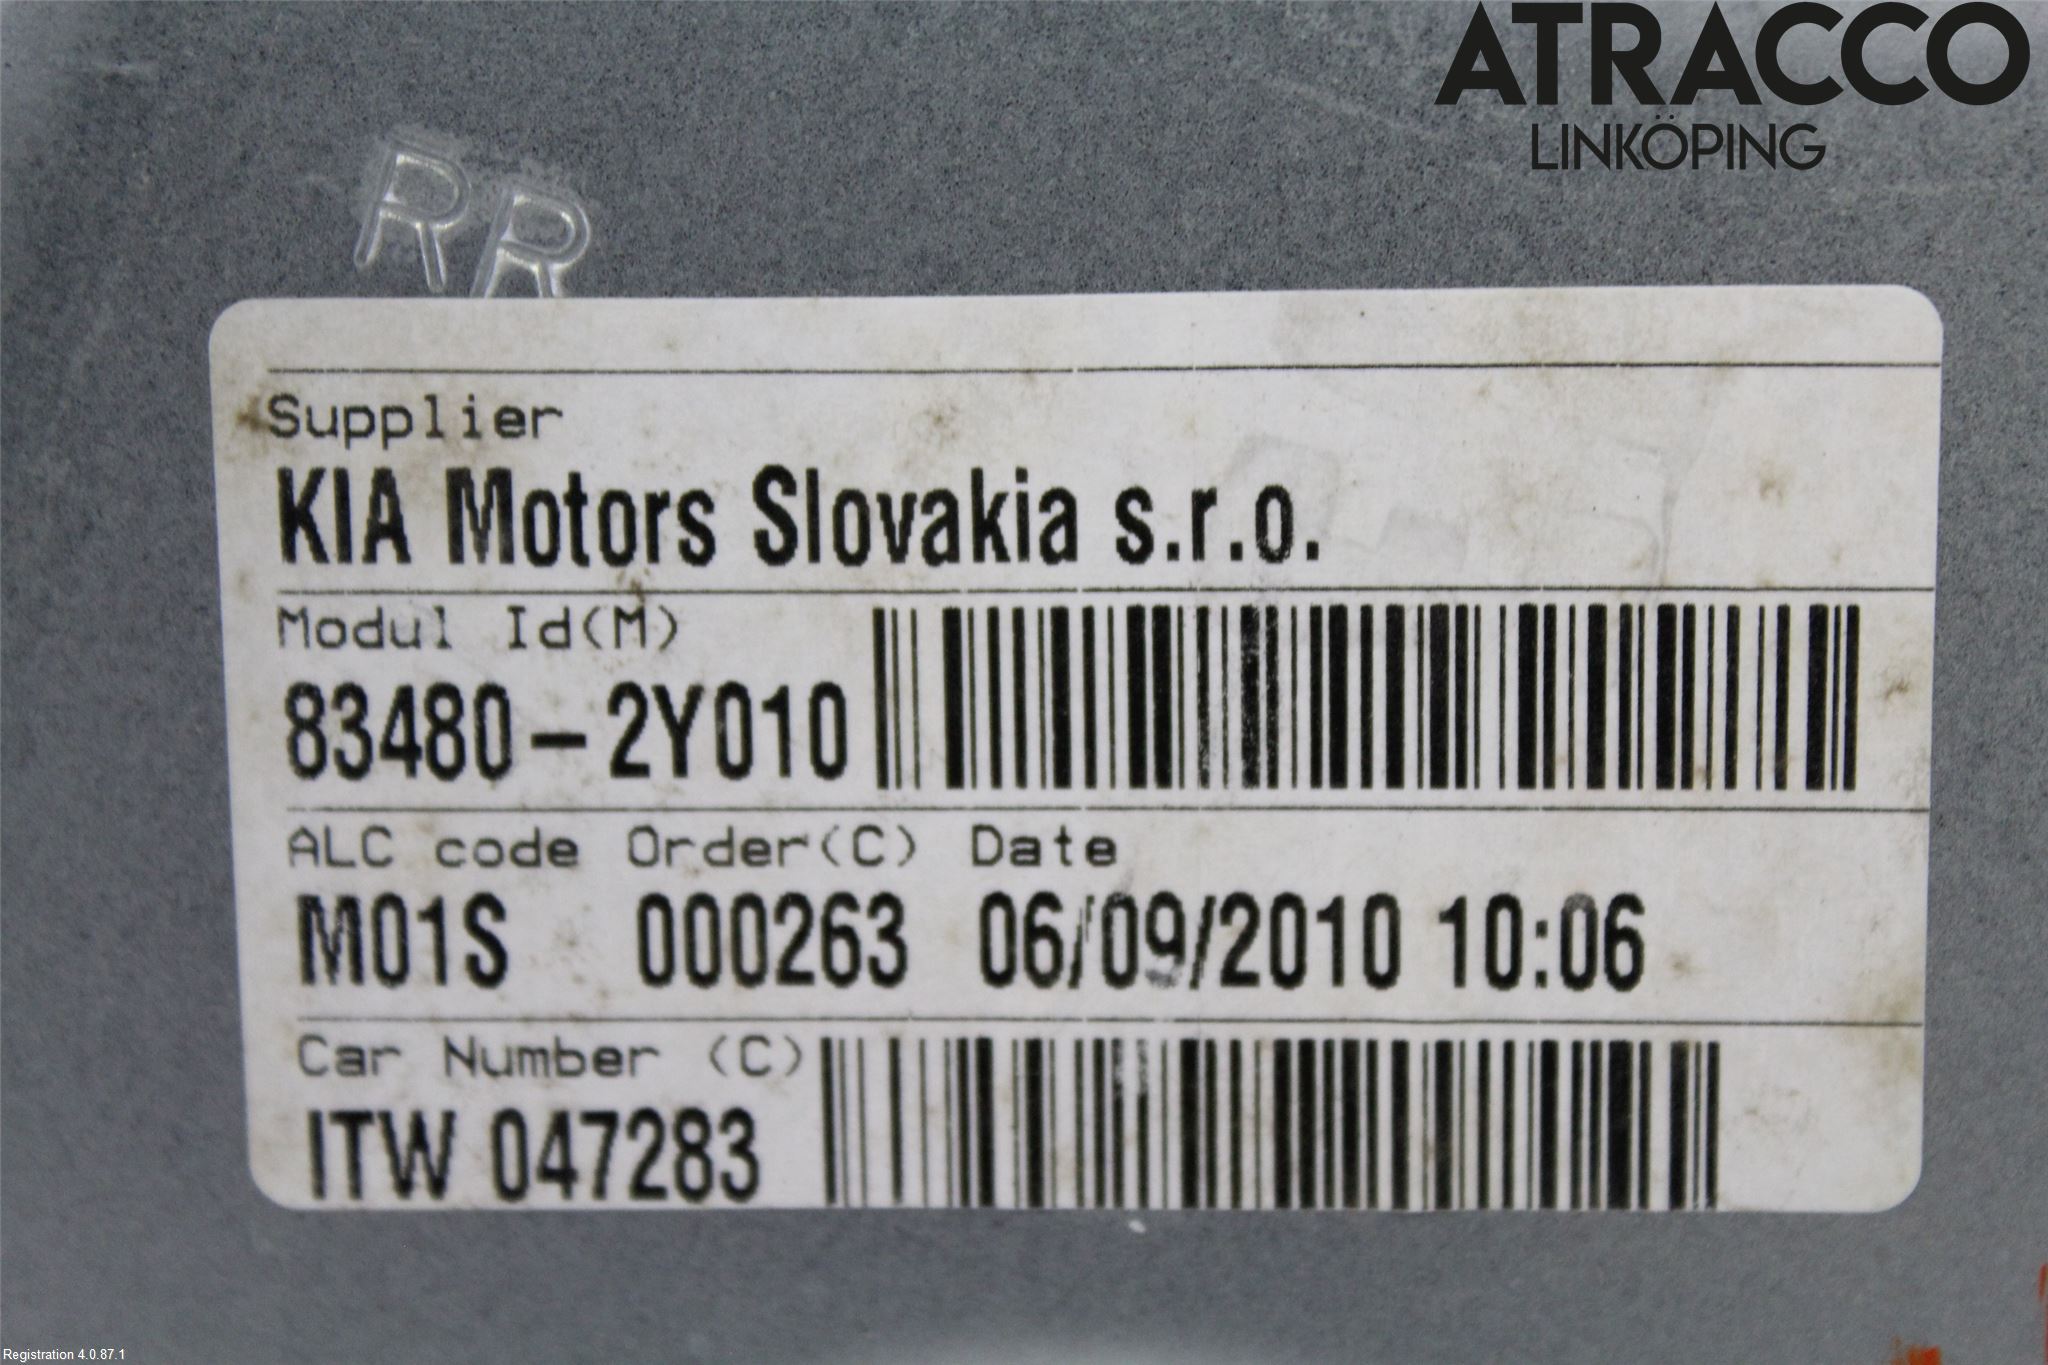 ATRACCO
LINKÖPING
RR
Supplier
KIA Motors Slovakia s.r.o.
Modul Id(M)
83480-2Y010
ALC code Order(C) Date
M01S 000263 06/09/2010 10:06
Car Number (C)
ITW 047283
Registration 4.0.87.1